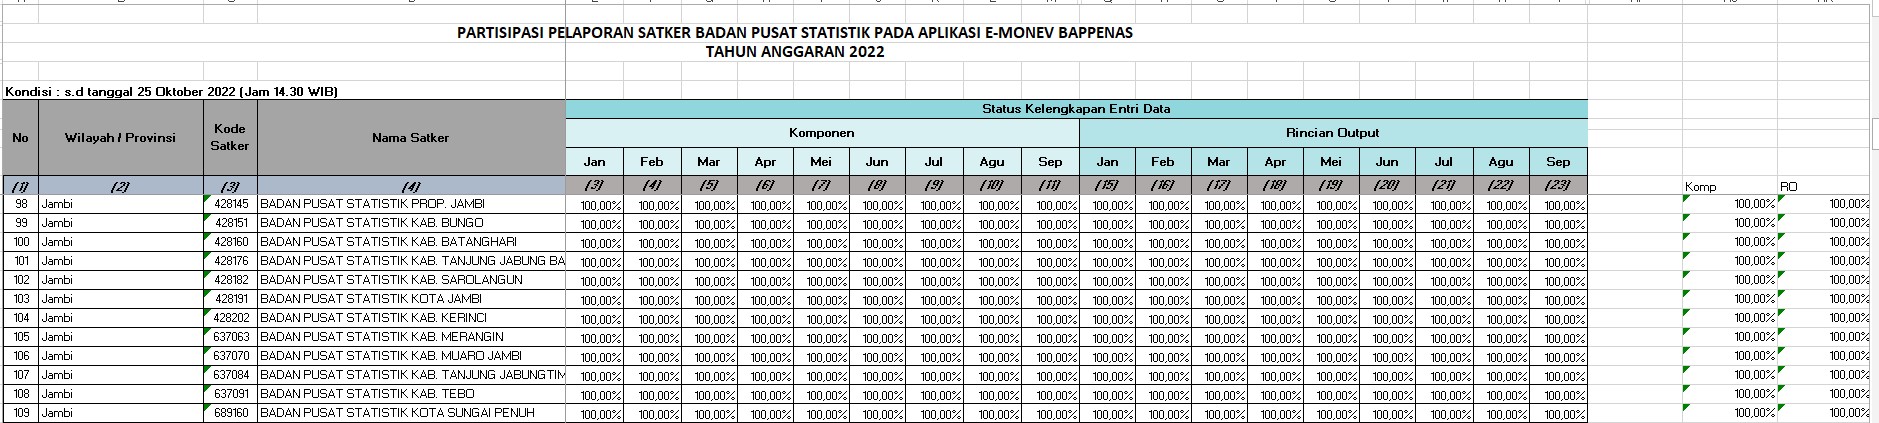 PARTISIPASI PELAPORAN SATKER BADAN PUSAT STATISTIK PADA APLIKASI E-MONEV BAPPENAS
TAHUN ANGGARAN 2022
Kondisi : s.d tanggal 25 Oktober 2022 (Jam 14.30 WIB)
No Wilayah / Provinsi Kode Satker Nama Satker Status Kelengkapan Entri Data
Komponen Rincian Output
Jan Feb Mar Apr Mei Jun Jul Agu Sep Jan Feb Mar Apr Mei Jun Jul Agu Sep
(1) (2) (3) (4) (3) (4) (5) (6) (7) (8) (9) (10) (11) (15) (16) (17) (18) (19) (20) (21) (22) (23) Komp RO
98 Jambi 428145 BADAN PUSAT STATISTIK PROP. JAMBI 100,00% 100,00% 100,00% 100,00% 100,00% 100,00% 100,00% 100,00% 100,00% 100,00% 100,00% 100,00% 100,00% 100,00% 100,00% 100,00% 100,00% 100,00% 100,00% 100,00%
99 Jambi 428151 BADAN PUSAT STATISTIK KAB. BUNGO 100,00% 100,00% 100,00% 100,00% 100,00% 100,00% 100,00% 100,00% 100,00% 100,00% 100,00% 100,00% 100,00% 100,00% 100,00% 100,00% 100,00% 100,00% 100,00% 100,00%
100 Jambi 428160 BADAN PUSAT STATISTIK KAB. BATANGHARI 100,00% 100,00% 100,00% 100,00% 100,00% 100,00% 100,00% 100,00% 100,00% 100,00% 100,00% 100,00% 100,00% 100,00% 100,00% 100,00% 100,00% 100,00% 100,00% 100,00%
101 Jambi 428176 BADAN PUSAT STATISTIK KAB. TANJUNG JABUNG BA 100,00% 100,00% 100,00% 100,00% 100,00% 100,00% 100,00% 100,00% 100,00% 100,00% 100,00% 100,00% 100,00% 100,00% 100,00% 100,00% 100,00% 100,00% 100,00% 100,00%
102 Jambi 428182 BADAN PUSAT STATISTIK KAB. SAROLANGUN 100,00% 100,00% 100,00% 100,00% 100,00% 100,00% 100,00% 100,00% 100,00% 100,00% 100,00% 100,00% 100,00% 100,00% 100,00% 100,00% 100,00% 100,00% 100,00% 100,00%
103 Jambi 428191 BADAN PUSAT STATISTIK KOTA JAMBI 100,00% 100,00% 100,00% 100,00% 100,00% 100,00% 100,00% 100,00% 100,00% 100,00% 100,00% 100,00% 100,00% 100,00% 100,00% 100,00% 100,00% 100,00% 100,00% 100,00%
104 Jambi 428202 BADAN PUSAT STATISTIK KAB. KERINCI 100,00% 100,00% 100,00% 100,00% 100,00% 100,00% 100,00% 100,00% 100,00% 100,00% 100,00% 100,00% 100,00% 100,00% 100,00% 100,00% 100,00% 100,00% 100,00% 100,00%
105 Jambi 637063 BADAN PUSAT STATISTIK KAB. MERANGIN 100,00% 100,00% 100,00% 100,00% 100,00% 100,00% 100,00% 100,00% 100,00% 100,00% 100,00% 100,00% 100,00% 100,00% 100,00% 100,00% 100,00% 100,00% 100,00% 100,00%
106 Jambi 637070 BADAN PUSAT STATISTIK KAB. MUARO JAMBI 100,00% 100,00% 100,00% 100,00% 100,00% 100,00% 100,00% 100,00% 100,00% 100,00% 100,00% 100,00% 100,00% 100,00% 100,00% 100,00% 100,00% 100,00% 100,00% 100,00%
107 Jambi 637084 BADAN PUSAT STATISTIK KAB. TANJUNG JABUNGTIM 100,00% 100,00% 100,00% 100,00% 100,00% 100,00% 100,00% 100,00% 100,00% 100,00% 100,00% 100,00% 100,00% 100,00% 100,00% 100,00% 100,00% 100,00% 100,00% 100,00%
108 Jambi 637091 BADAN PUSAT STATISTIK KAB. TEBO 100,00% 100,00% 100,00% 100,00% 100,00% 100,00% 100,00% 100,00% 100,00% 100,00% 100,00% 100,00% 100,00% 100,00% 100,00% 100,00% 100,00% 100,00% 100,00% 100,00%
109 Jambi 689160 BADAN PUSAT STATISTIK KOTA SUNGAI PENUH 100,00% 100,00% 100,00% 100,00% 100,00% 100,00% 100,00% 100,00% 100,00% 100,00% 100,00% 100,00% 100,00% 100,00% 100,00% 100,00% 100,00% 100,00% 100,00% 100,00%